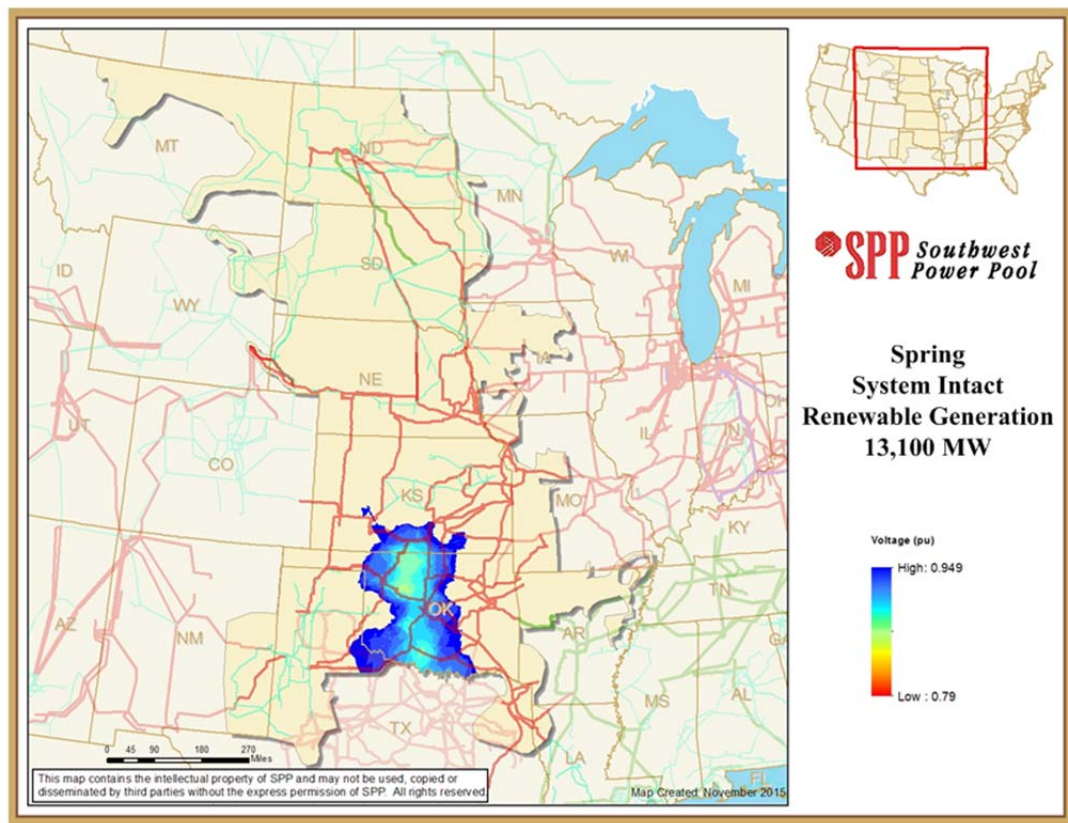 MT
ND
MN
ID
WY
SD
WI
MI
NE
IA
UT
CO
IL
IN
OH
KS
MO
KY
AZ
NM
OK
AR
TN
TX
LA
MS
AL
GA
FL
0 45 90 180 270
Miles
This map contains the intellectual property of SPP and may not be used, copied or
disseminated by third parties without the express permission of SPP. All rights reserved.
Map Created: November 2015
SPP Southwest
Power Pool
Spring
System Intact
Renewable Generation
13,100 MW
Voltage (pu)
High: 0.949
Low : 0.79